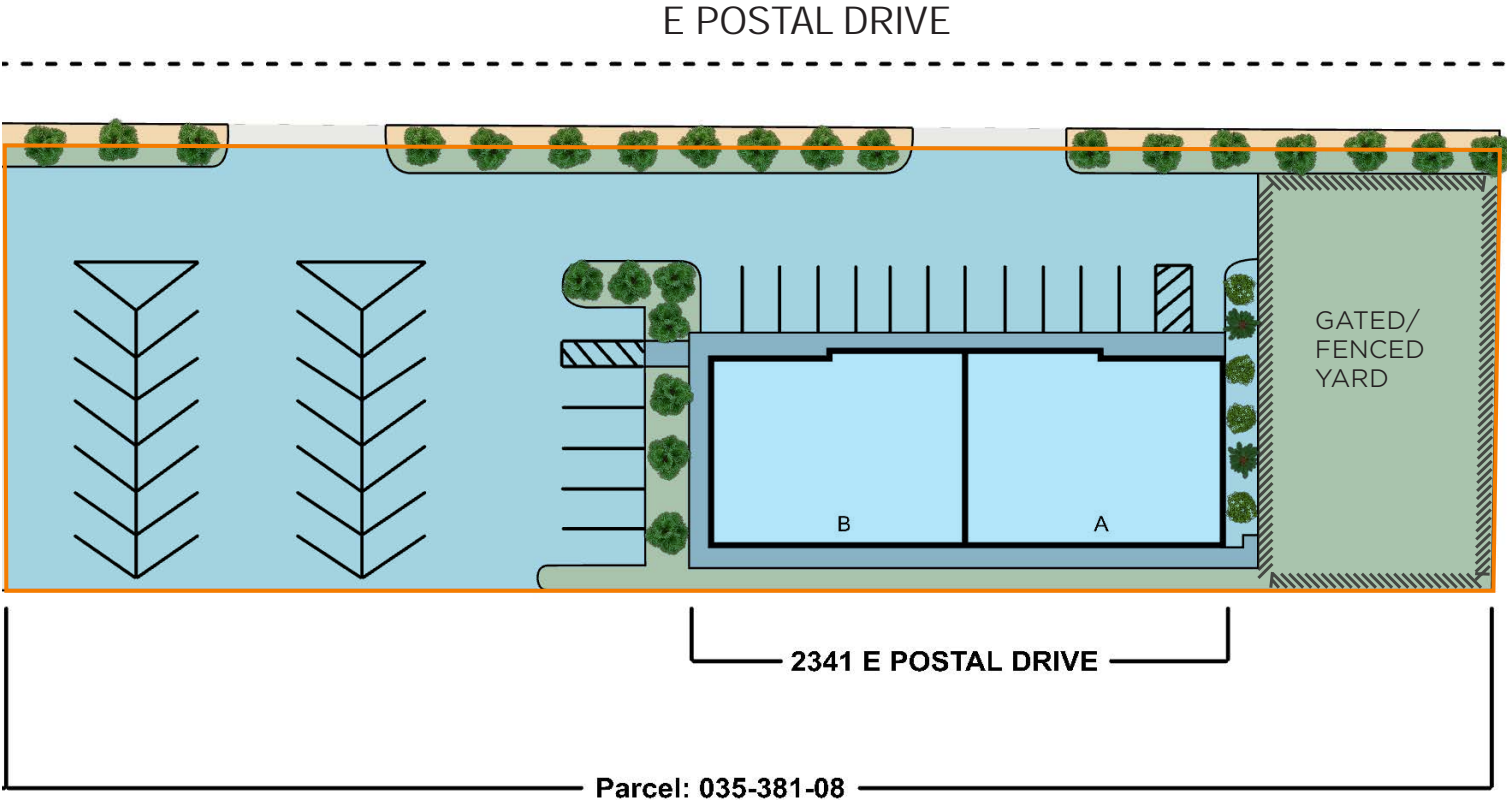 E POSTAL DRIVE
GATED/
FENCED
YARD
B
A
2341 E POSTAL DRIVE
Parcel: 035-381-08